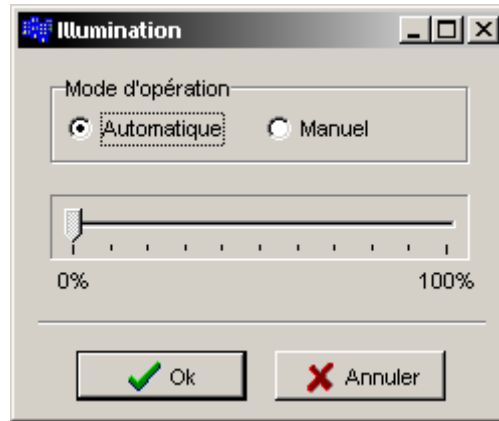 Illumination
Mode d'opération
Automatique Manuel
0% 100%
Ok Annuler